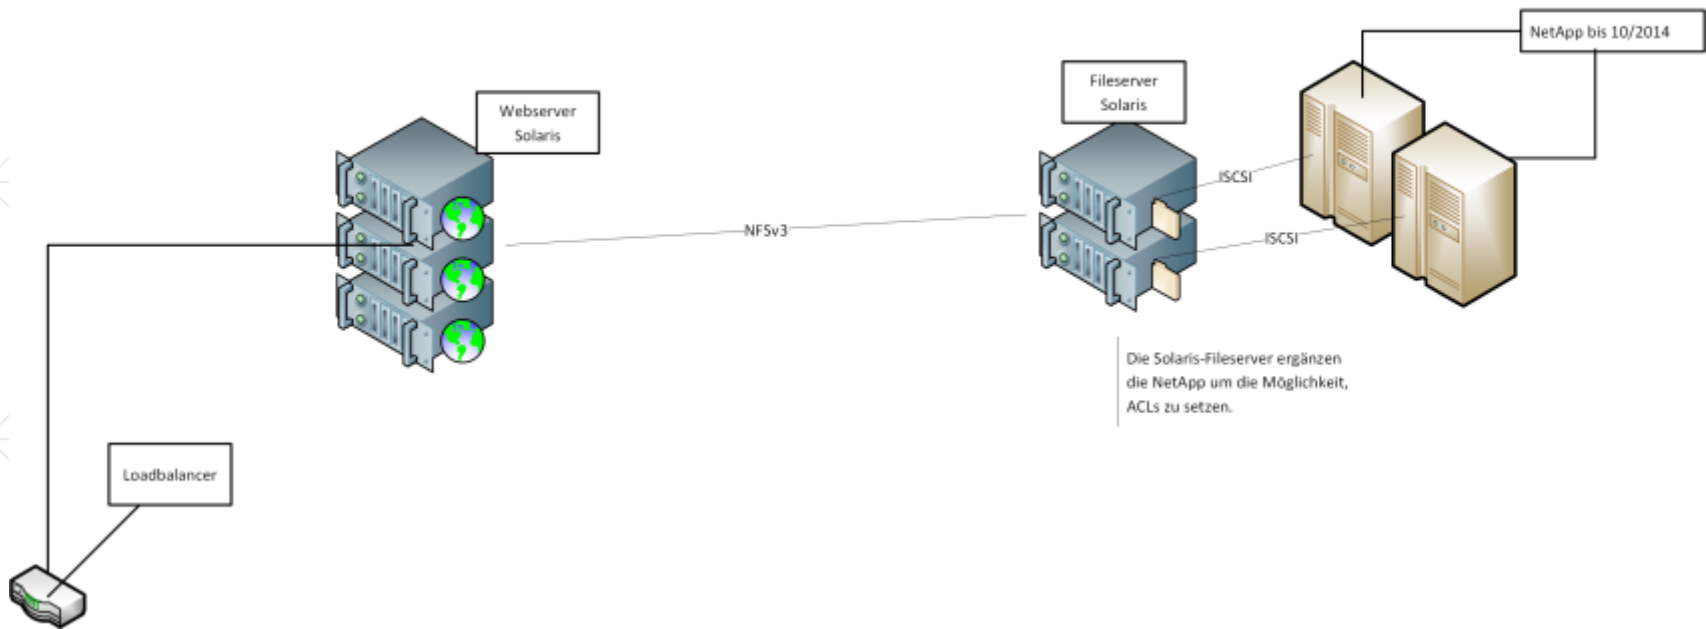 NetApp bis 10/2014
Fileserver
Solaris
Webserver
Solaris
ISCSI
NFSv3
ISCSI
Die Solaris-Fileserver ergänzen
die NetApp um die Möglichkeit,
ACLs zu setzen.
Loadbalancer